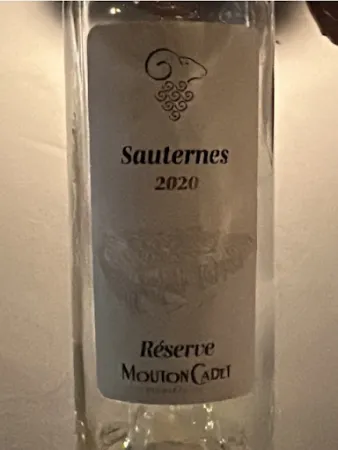 Sauternes
2020
Réserve
MOUTON CADET